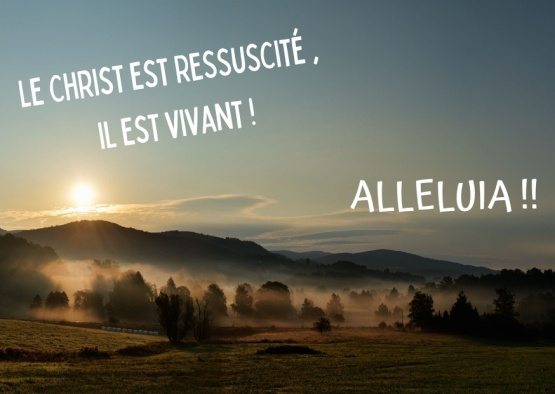 LE CHRIST EST RESSUSCITÉ ,
IL EST VIVANT !
ALLELUIA !!